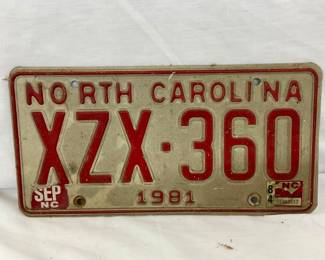 NORTH CAROLINA
XZX·360
SEP
NC
1981
84
NC